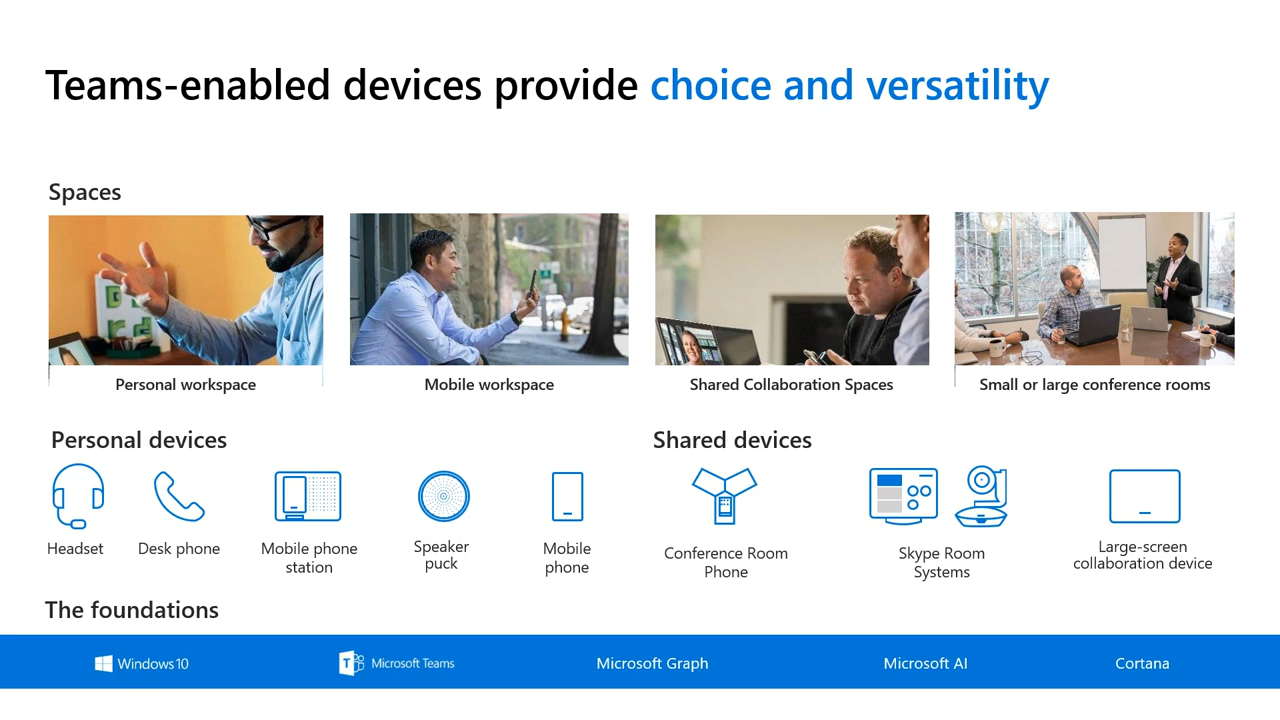 Teams-enabled devices provide choice and versatility
Spaces
Personal workspace
Mobile workspace
Shared Collaboration Spaces
Small or large conference rooms
Personal devices
Headset
Desk phone
Mobile phone
station
Speaker
puck
Mobile
phone
Shared devices
Conference Room
Phone
Skype Room
Systems
Large-screen
collaboration device
The foundations
Windows 10
Microsoft Teams
Microsoft Graph
Microsoft AI
Cortana